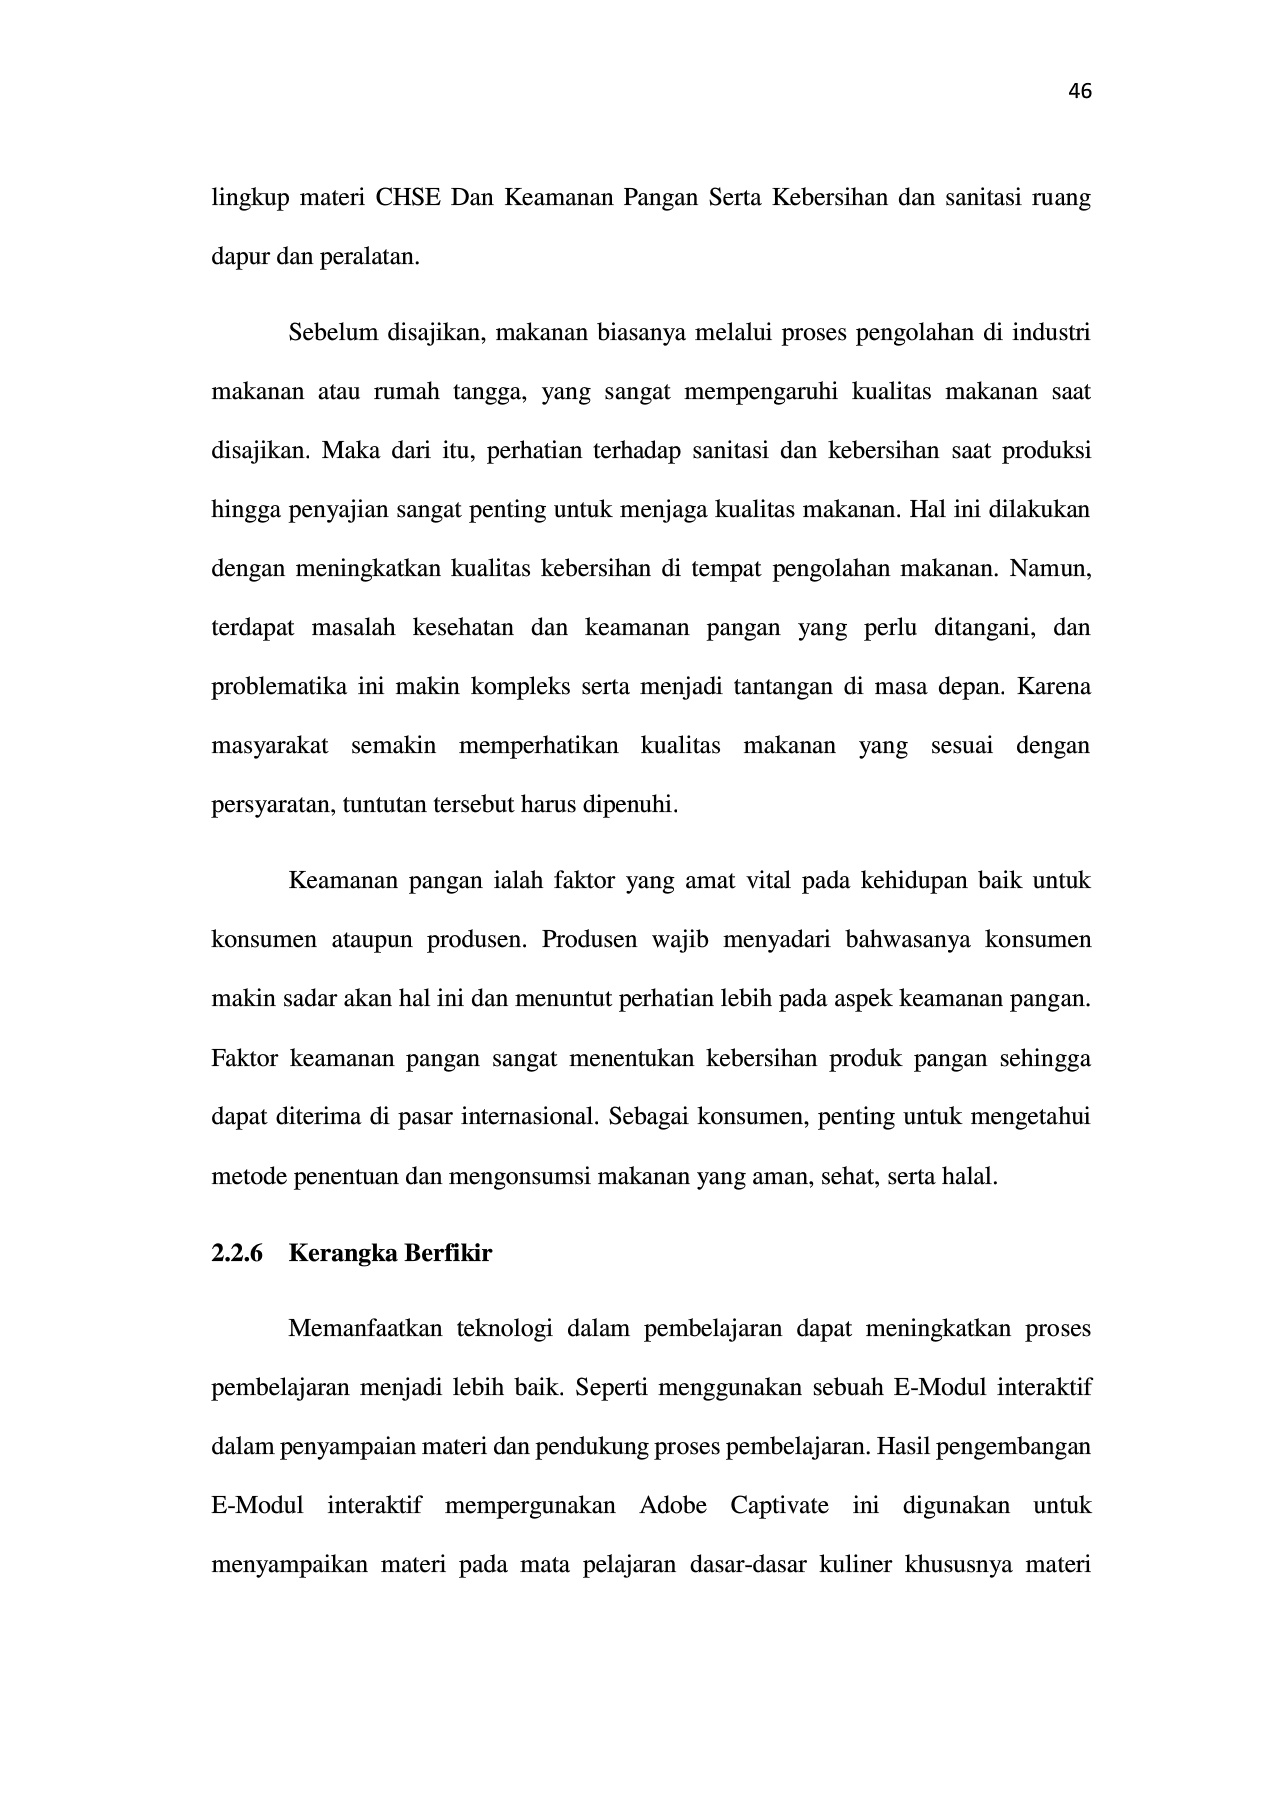 46
lingkup materi CHSE Dan Keamanan Pangan Serta Kebersihan dan sanitasi ruang
dapur dan peralatan.
Sebelum disajikan, makanan biasanya melalui proses pengolahan di industri
makanan atau rumah tangga, yang sangat mempengaruhi kualitas makanan saat
disajikan. Maka dari itu, perhatian terhadap sanitasi dan kebersihan saat produksi
hingga penyajian sangat penting untuk menjaga kualitas makanan. Hal ini dilakukan
dengan meningkatkan kualitas kebersihan di tempat pengolahan makanan. Namun,
terdapat masalah kesehatan dan keamanan pangan yang perlu ditangani, dan
problematika ini makin kompleks serta menjadi tantangan di masa depan. Karena
masyarakat semakin memperhatikan kualitas makanan yang sesuai dengan
persyaratan, tuntutan tersebut harus dipenuhi.
Keamanan pangan ialah faktor yang amat vital pada kehidupan baik untuk
konsumen ataupun produsen. Produsen wajib menyadari bahwasanya konsumen
makin sadar akan hal ini dan menuntut perhatian lebih pada aspek keamanan pangan.
Faktor keamanan pangan sangat menentukan kebersihan produk pangan sehingga
dapat diterima di pasar internasional. Sebagai konsumen, penting untuk mengetahui
metode penentuan dan mengonsumsi makanan yang aman, sehat, serta halal.
2.2.6 Kerangka Berfikir
Memanfaatkan teknologi dalam pembelajaran dapat meningkatkan proses
pembelajaran menjadi lebih baik. Seperti menggunakan sebuah E-Modul interaktif
dalam penyampaian materi dan pendukung proses pembelajaran. Hasil pengembangan
E-Modul interaktif mempergunakan Adobe Captivate ini digunakan untuk
menyampaikan materi pada mata pelajaran dasar-dasar kuliner khususnya materi